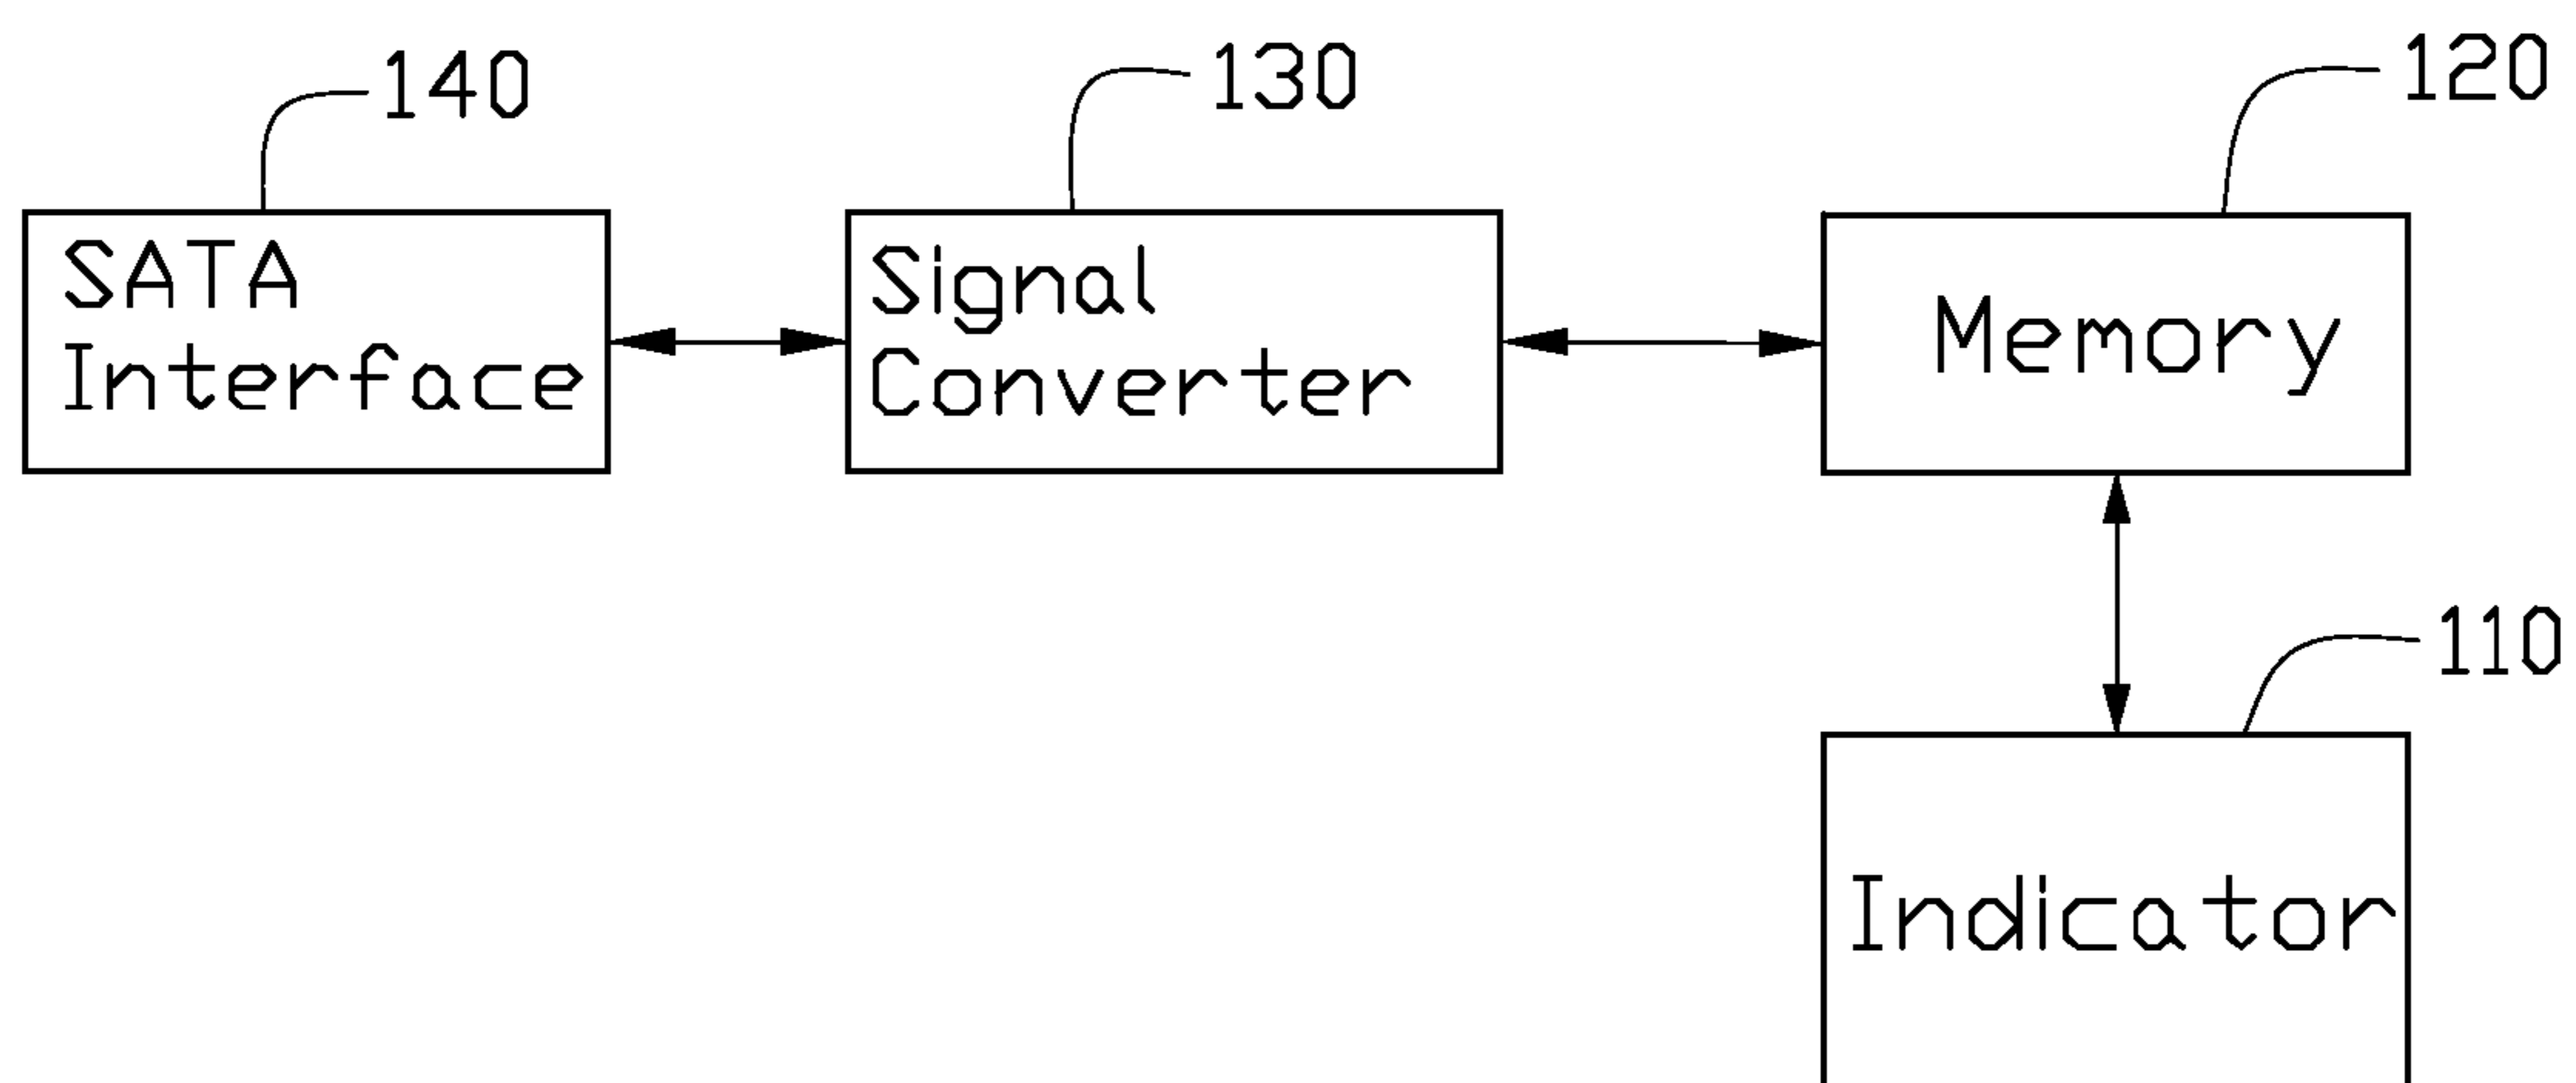 140
130
120
SATA
Interface
Signal
Converter
Memory
110
Indicator